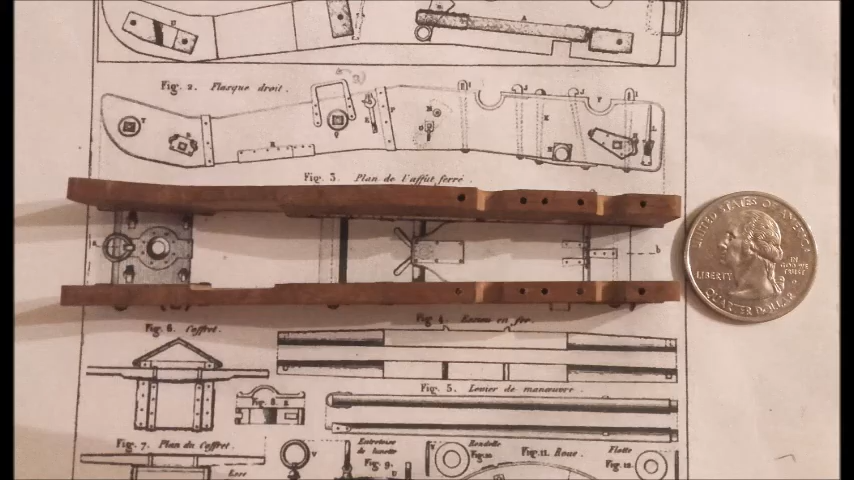 Fig. 2. Flasque droit.
Fig. 3. Plan de l'affut ferré.
UNITED STATES OF AMERICA
LIBERTY
IN GOD WE TRUST
QUARTER DOLLAR
Fig. 4. Essieu en fer.
Fig. 6. Coffret.
Fig. 5. Levier de manœuvre.
Fig. 8.
Fig. 7. Plan du Coffret.
Entretoise de lunette
Fig. 9.
Rondelle
Fig. 10.
Fig. 11. Roue.
Flotte
Fig. 12.